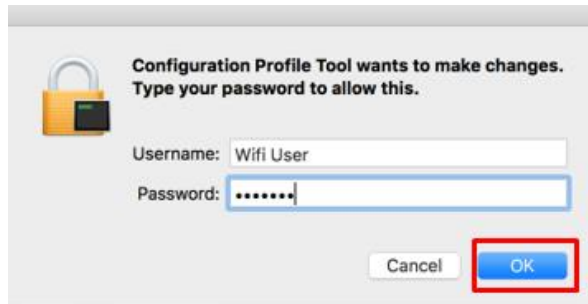 Configuration Profile Tool wants to make changes.
Type your password to allow this.
Username: Wifi User
Password: •••••••
Cancel OK